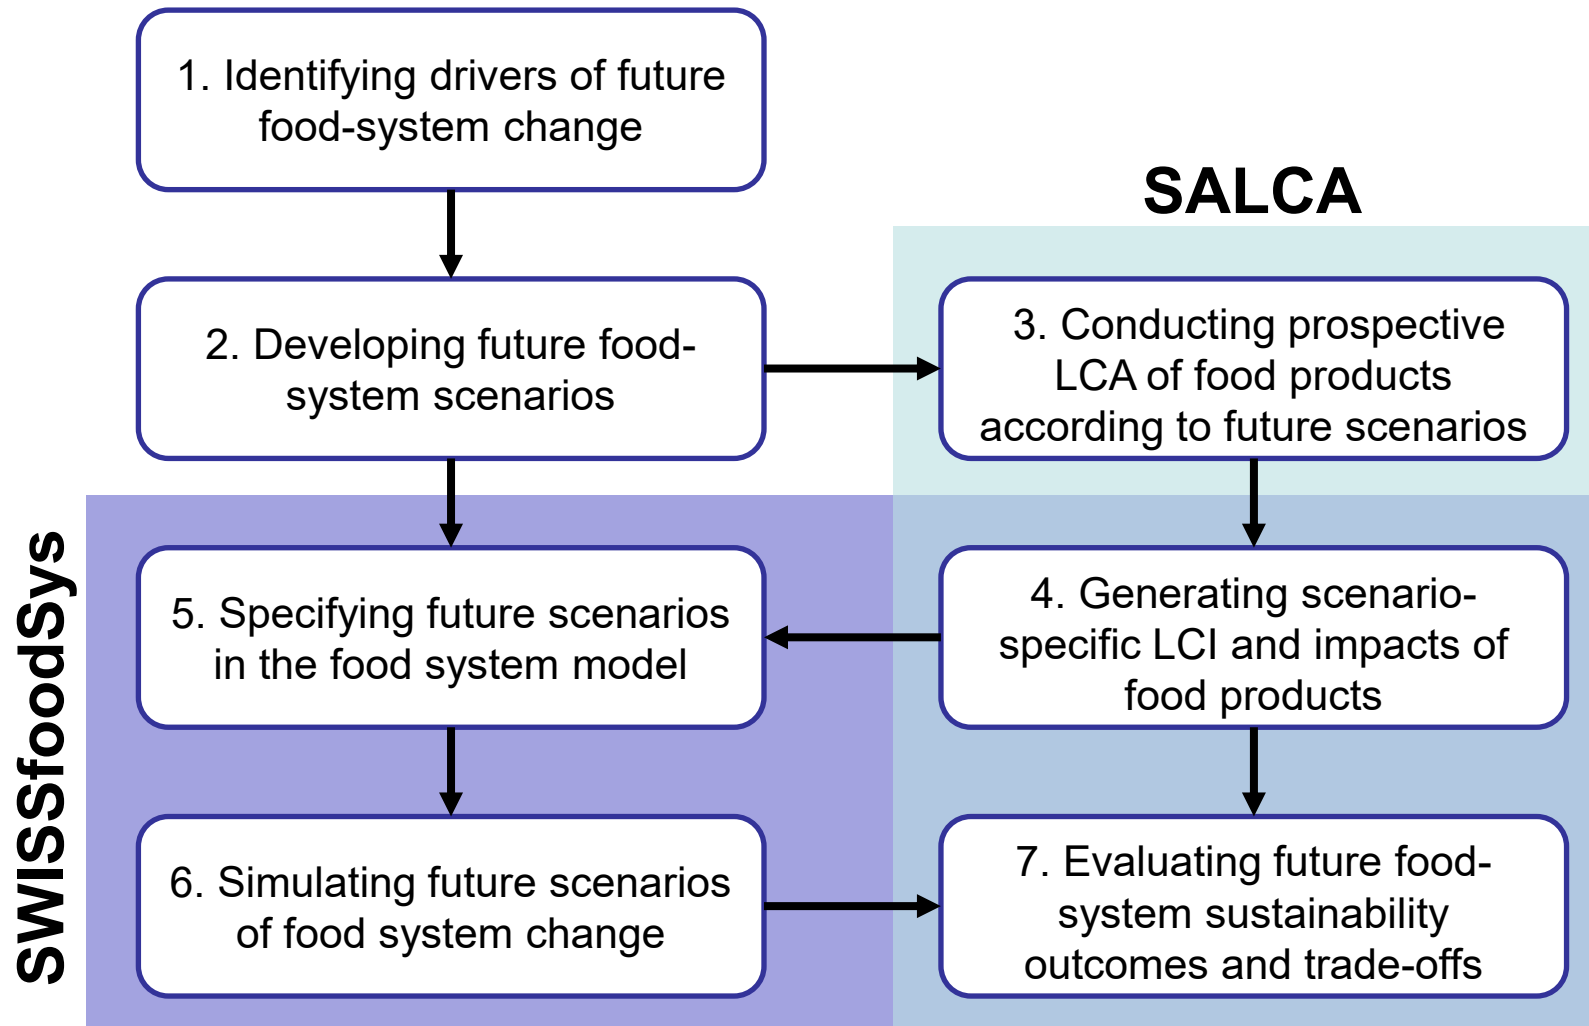 1. Identifying drivers of future
food-system change
SALCA
2. Developing future food-
system scenarios
3. Conducting prospective
LCA of food products
according to future scenarios
SWISSfoodSys
5. Specifying future scenarios
in the food system model
4. Generating scenario-
specific LCI and impacts of
food products
6. Simulating future scenarios
of food system change
7. Evaluating future food-
system sustainability
outcomes and trade-offs